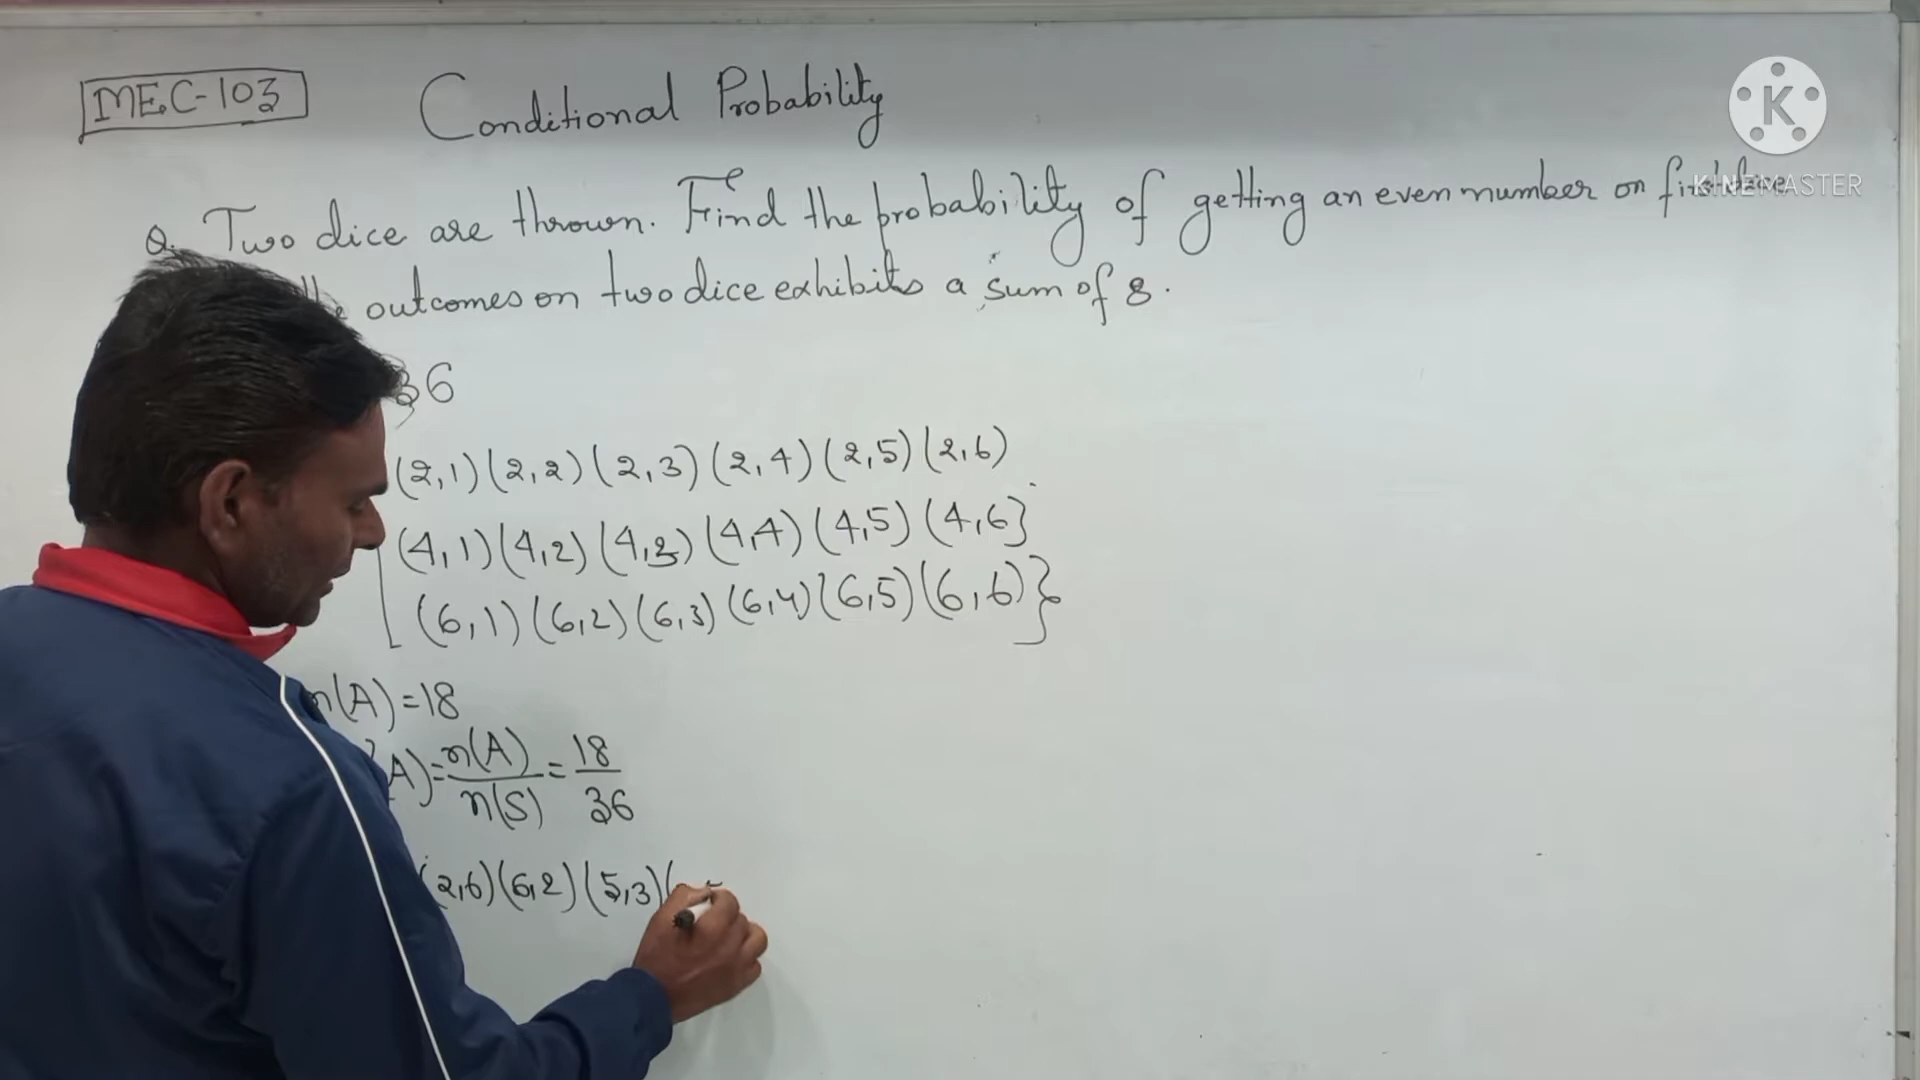 MEC-103
Conditional Probability
K
KINEMASTER
Q. Two dice are thrown. Find the probability of getting an even number on first dice
outcomes on two dice exhibits a sum of 8.
36
(2,1) (2,2) (2,3) (2,4) (2,5) (2,6)
(4,1) (4,2) (4,3) (4,4) (4,5) (4,6}
(6,1) (6,2) (6,3) (6,4) (6,5) (6,6)}
n(A)=18
A)=n(A)/n(S)=18/36
(2,6) (6,2) (5,3) (